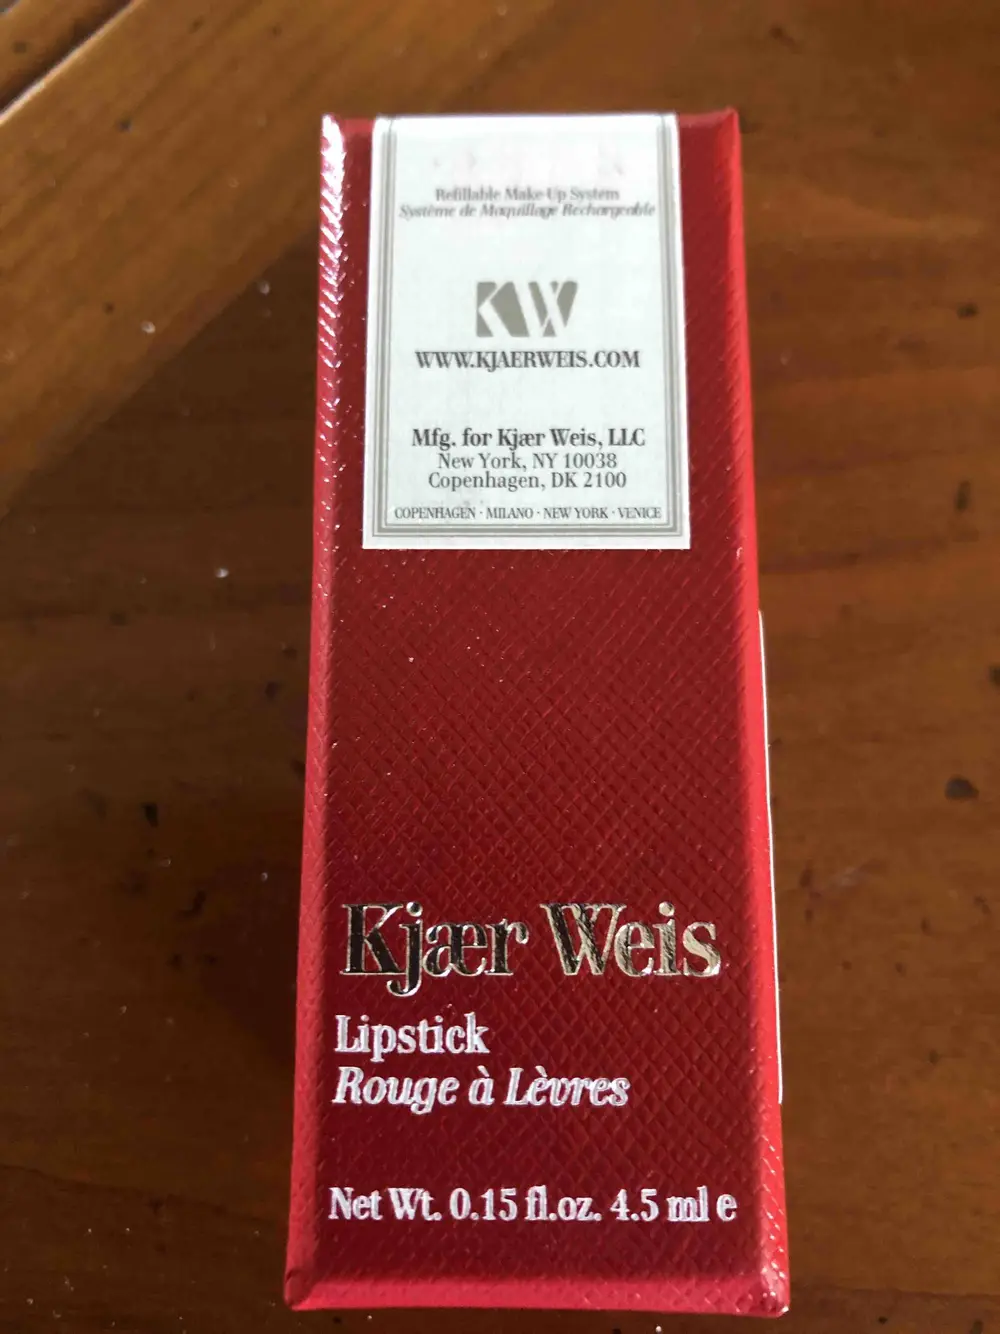 Refillable Make-Up System
Système de Maquillage Rechargeable
KW
WWW.KJAERWEIS.COM
Mfg. for Kjær Weis, LLC
New York, NY 10038
Copenhagen, DK 2100
COPENHAGEN · MILANO · NEW YORK · VENICE
Kjær Weis
Lipstick
Rouge à Lèvres
Net Wt. 0.15 fl.oz. 4.5 ml e